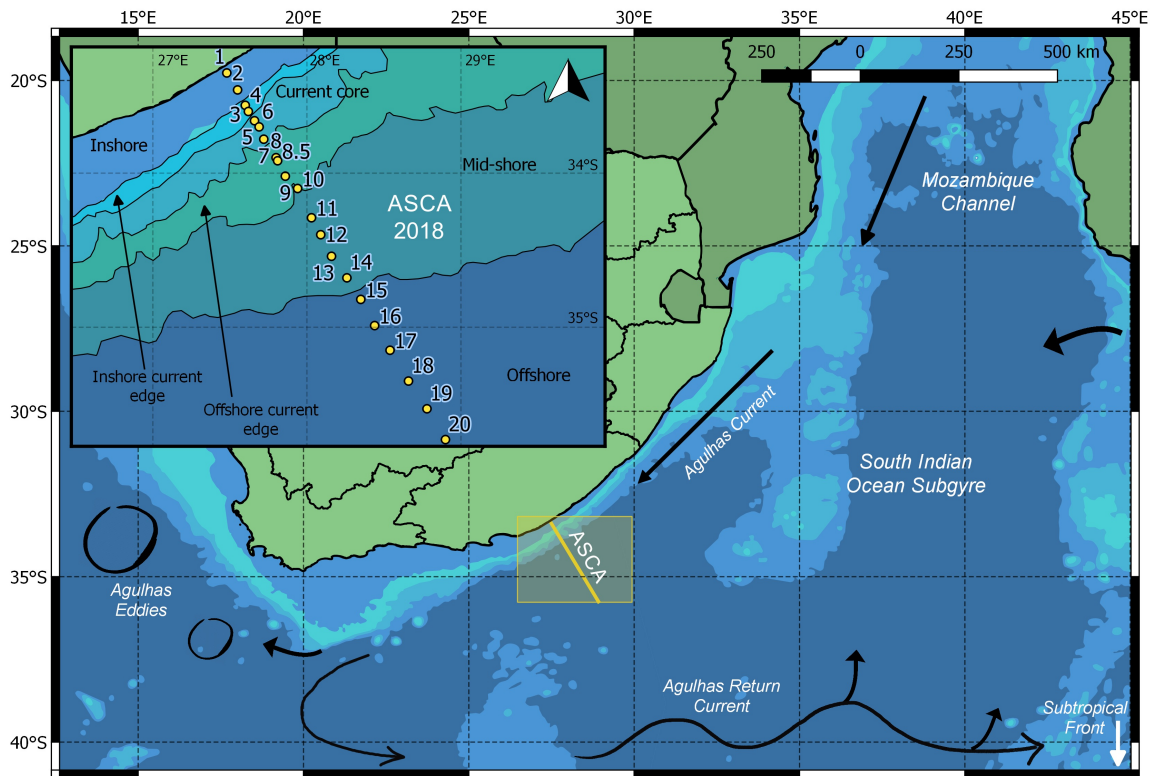 15°E 20°E 25°E 30°E 35°E 40°E 45°E
250 0 250 500 km
20°S
25°S
30°S
35°S
40°S
27°E 28°E 29°E
34°S
35°S
1
2
3
4
5
6
7
8
8.5
9
10
11
12
13
14
15
16
17
18
19
20
Current core
Inshore
Mid-shore
ASCA
2018
Offshore
Inshore current
edge
Offshore current
edge
Mozambique
Channel
Agulhas Current
South Indian
Ocean Subgyre
ASCA
Agulhas
Eddies
Agulhas Return
Current
Subtropical
Front